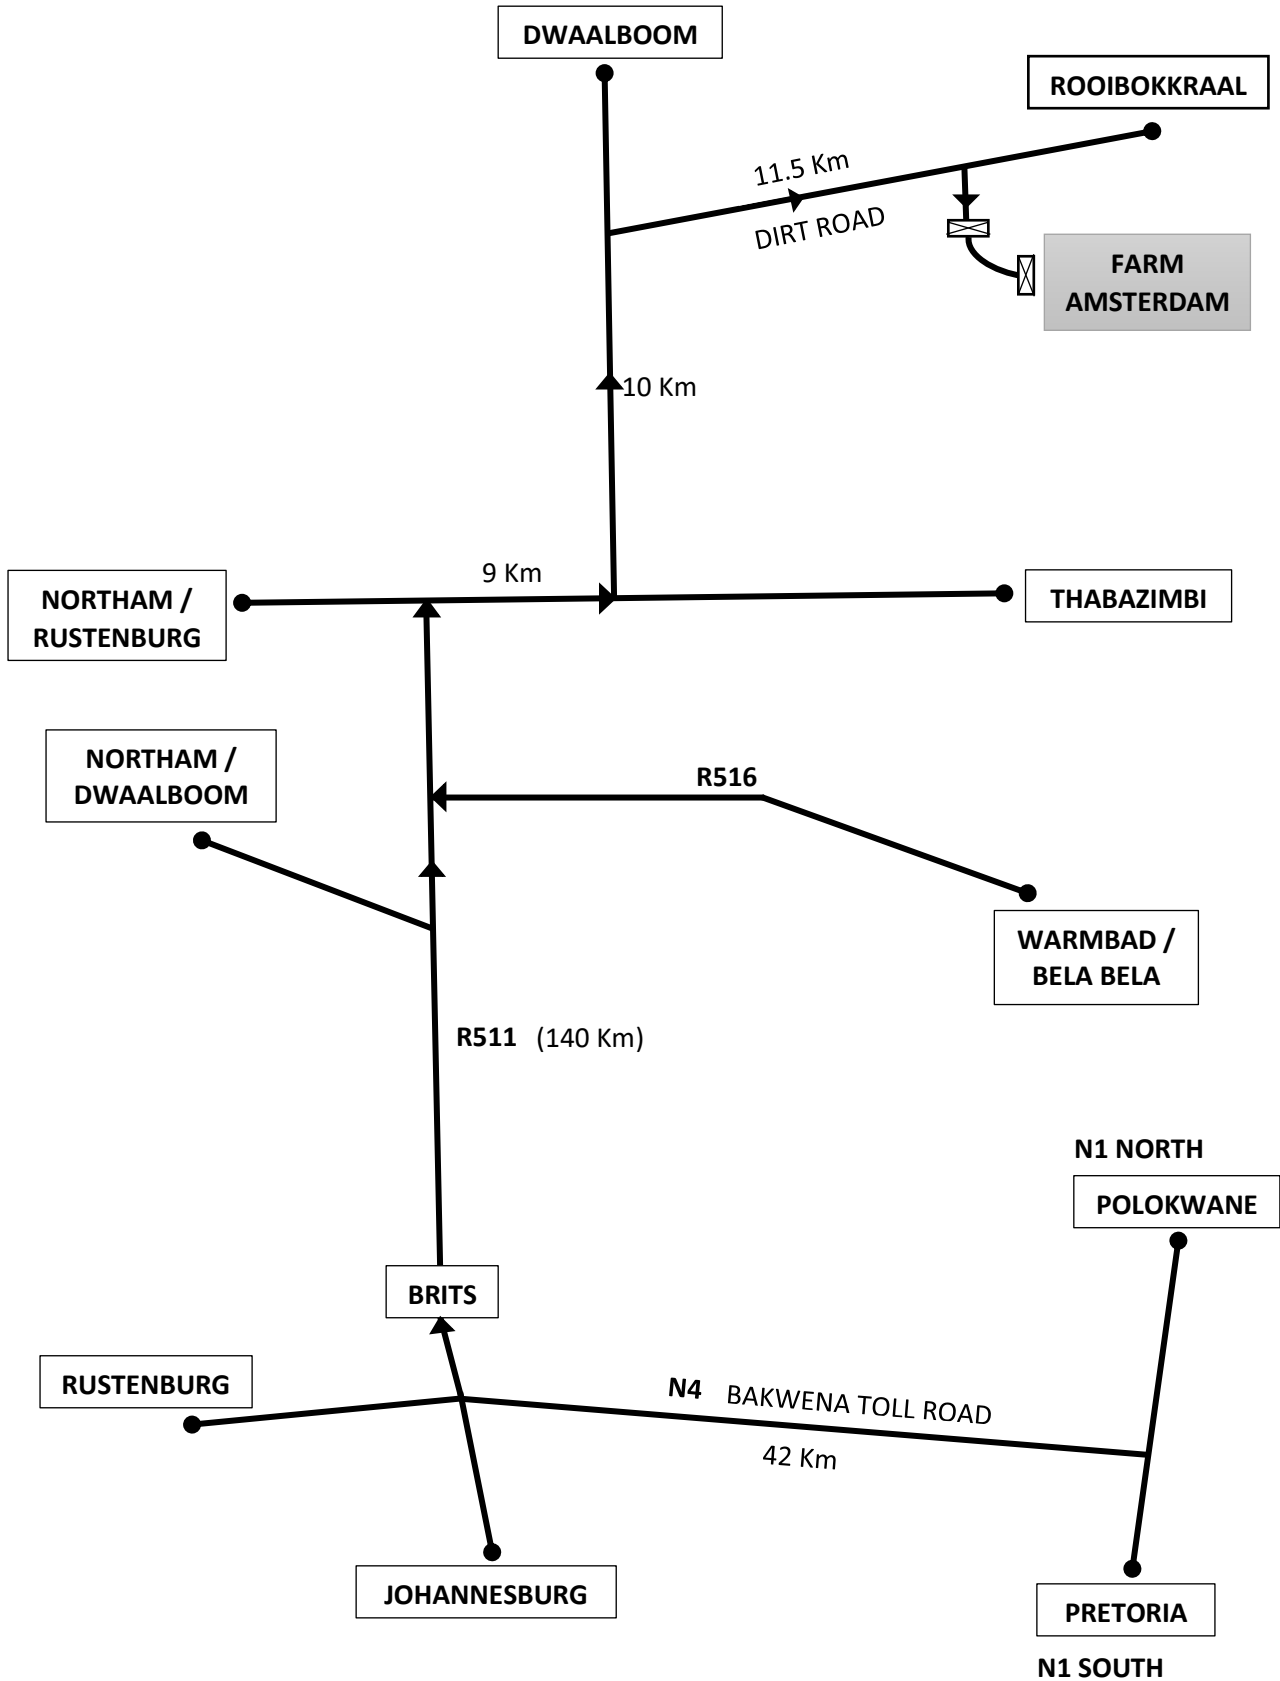 DWAALBOOM
ROOIBOKKRAAL
11.5 Km
DIRT ROAD
FARM
AMSTERDAM
10 Km
9 Km
NORTHAM /
RUSTENBURG
THABAZIMBI
NORTHAM /
DWAALBOOM
R516
WARMBAD /
BELA BELA
R511 (140 Km)
N1 NORTH
POLOKWANE
BRITS
RUSTENBURG
N4 BAKWENA TOLL ROAD
42 Km
JOHANNESBURG
PRETORIA
N1 SOUTH